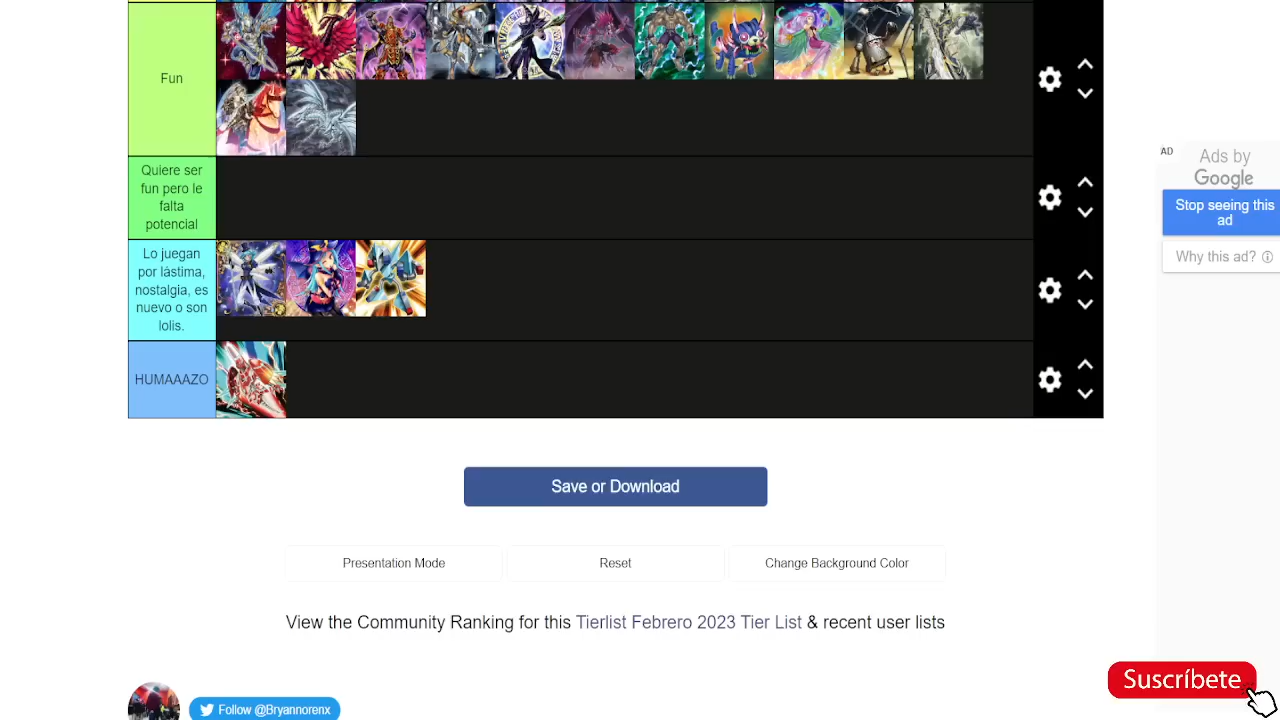 Fun
Quiere ser
fun pero le
falta
potencial
Lo juegan
por lástima,
nostalgia, es
nuevo o son
lolis.
HUMAAAZO
AD
Ads by
Google
Stop seeing this
ad
Why this ad?
Save or Download
Presentation Mode
Reset
Change Background Color
View the Community Ranking for this Tierlist Febrero 2023 Tier List & recent user lists
Suscríbete
Follow @Bryannorenx